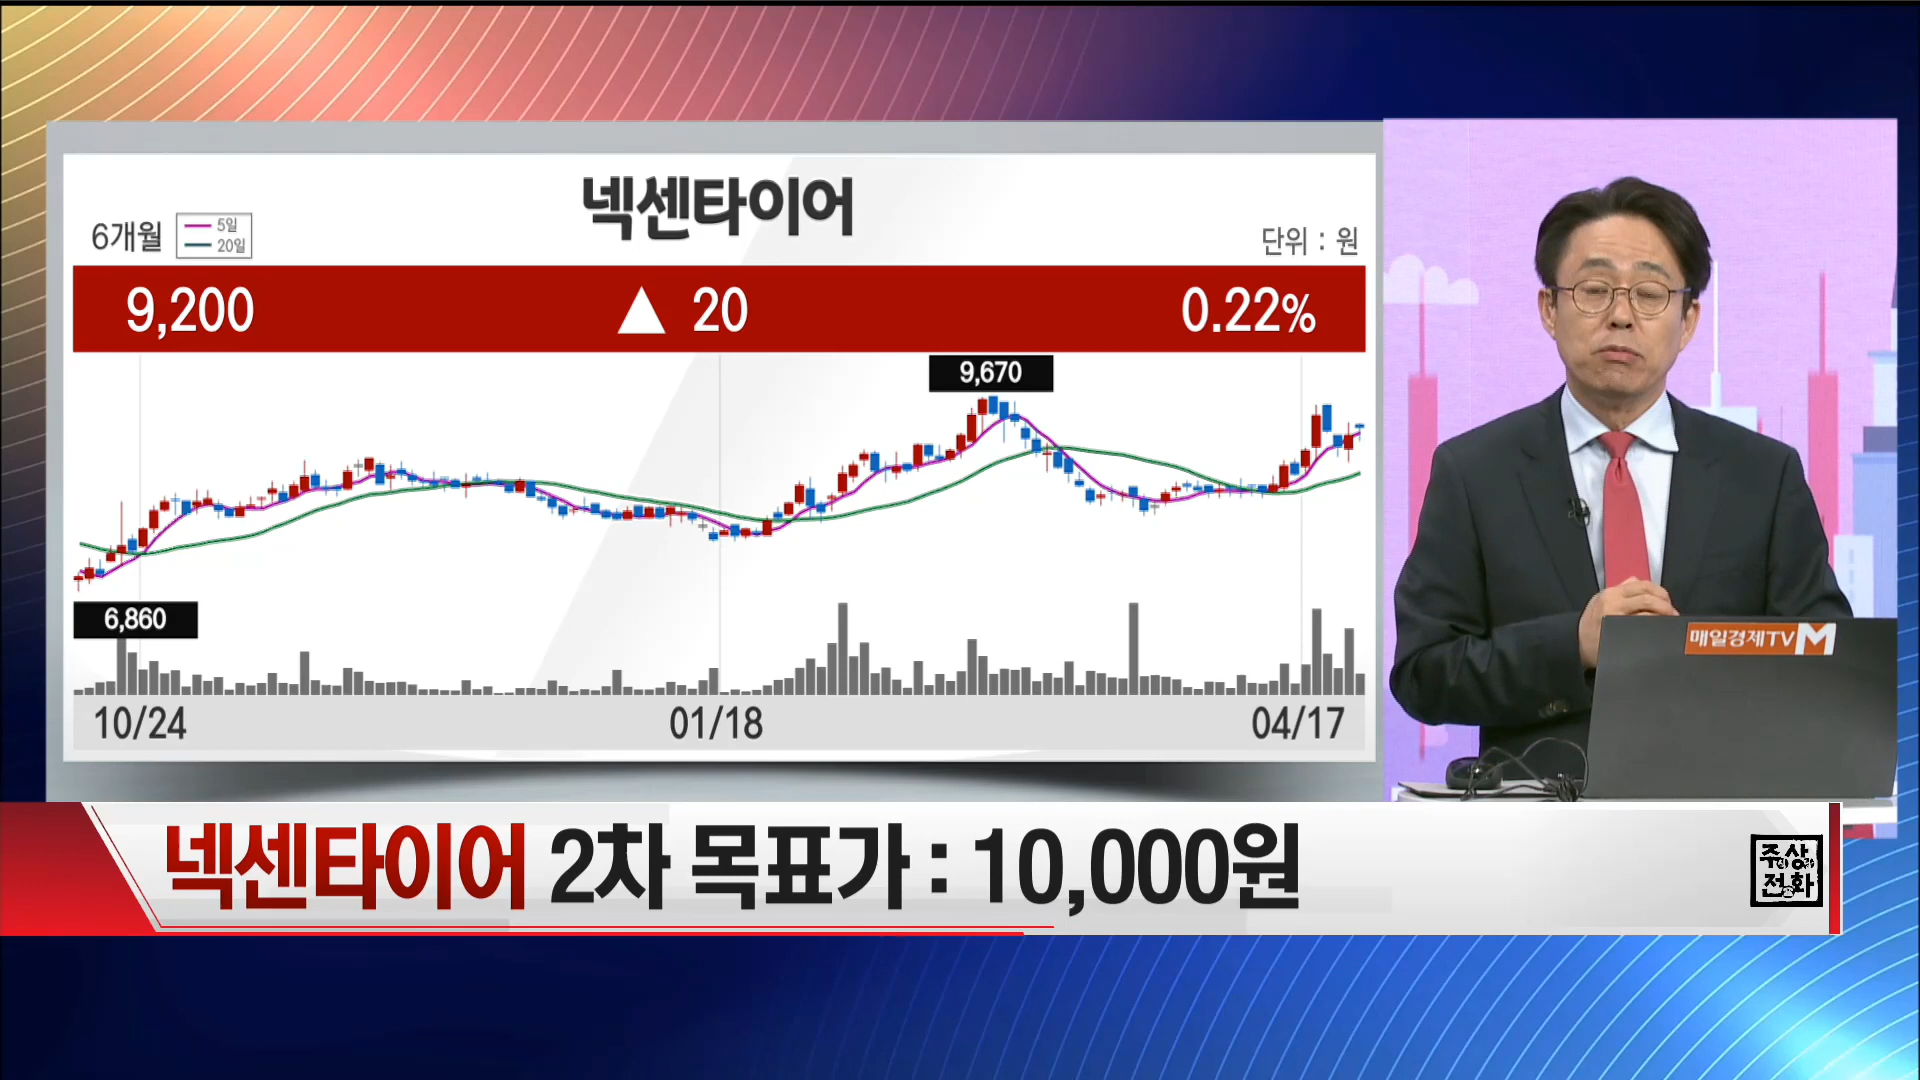 넥센타이어
6개월
5일
20일
단위 : 원
9,200 ▲ 20 0.22%
9,670
6,860
10/24 01/18 04/17
매일경제TV M
넥센타이어 2차 목표가 : 10,000원
주상
전화